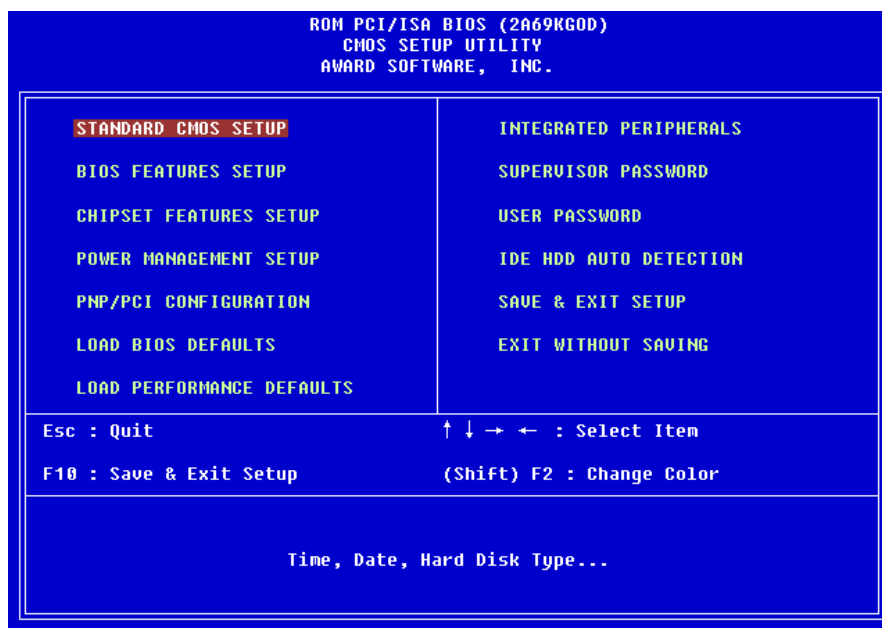 ROM PCI/ISA BIOS (2A69KGOD)
CMOS SETUP UTILITY
AWARD SOFTWARE, INC.
STANDARD CMOS SETUP
BIOS FEATURES SETUP
CHIPSET FEATURES SETUP
POWER MANAGEMENT SETUP
PNP/PCI CONFIGURATION
LOAD BIOS DEFAULTS
LOAD PERFORMANCE DEFAULTS
INTEGRATED PERIPHERALS
SUPERVISOR PASSWORD
USER PASSWORD
IDE HDD AUTO DETECTION
SAVE & EXIT SETUP
EXIT WITHOUT SAVING
Esc : Quit
F10 : Save & Exit Setup
↑ ↓ → ← : Select Item
(Shift) F2 : Change Color
Time, Date, Hard Disk Type...